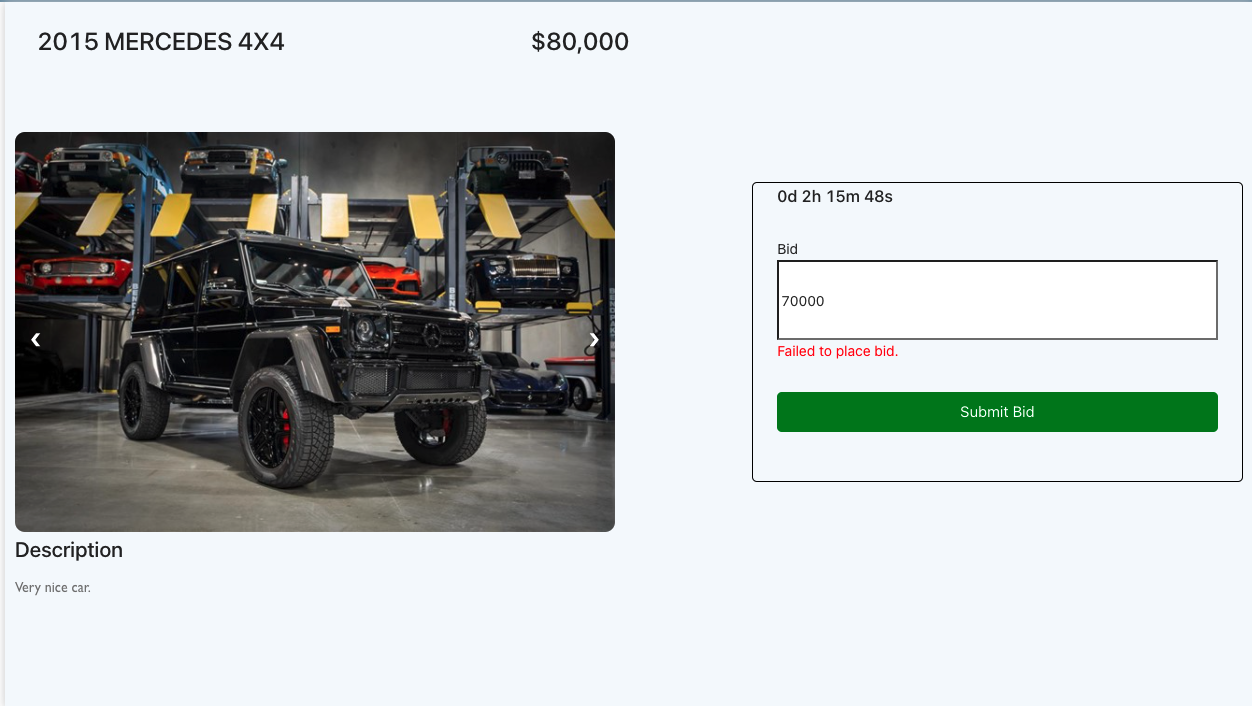 2015 MERCEDES 4X4
$80,000
0d 2h 15m 48s
Bid
70000
Failed to place bid.
Submit Bid
Description
Very nice car.